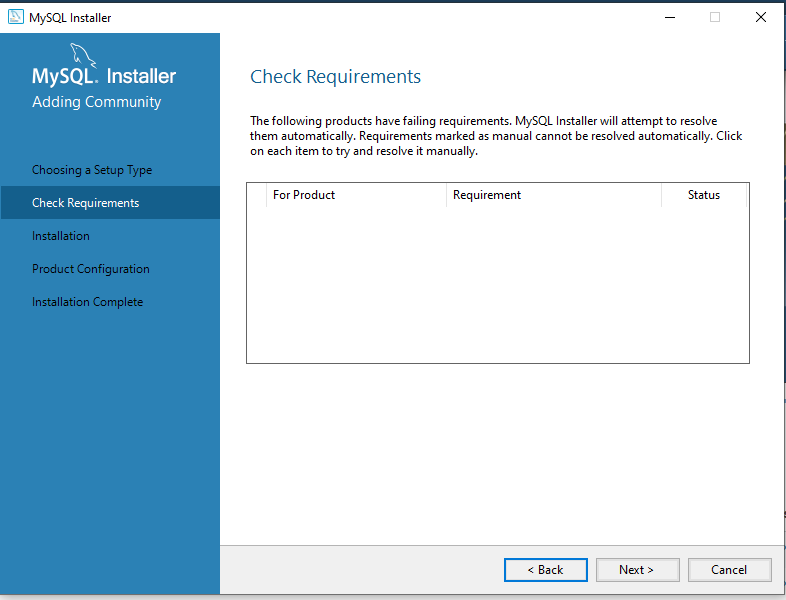 MySQL Installer
MySQL. Installer
Adding Community
Choosing a Setup Type
Check Requirements
Installation
Product Configuration
Installation Complete
Check Requirements
The following products have failing requirements. MySQL Installer will attempt to resolve
them automatically. Requirements marked as manual cannot be resolved automatically. Click
on each item to try and resolve it manually.
For Product Requirement Status
< Back Next > Cancel